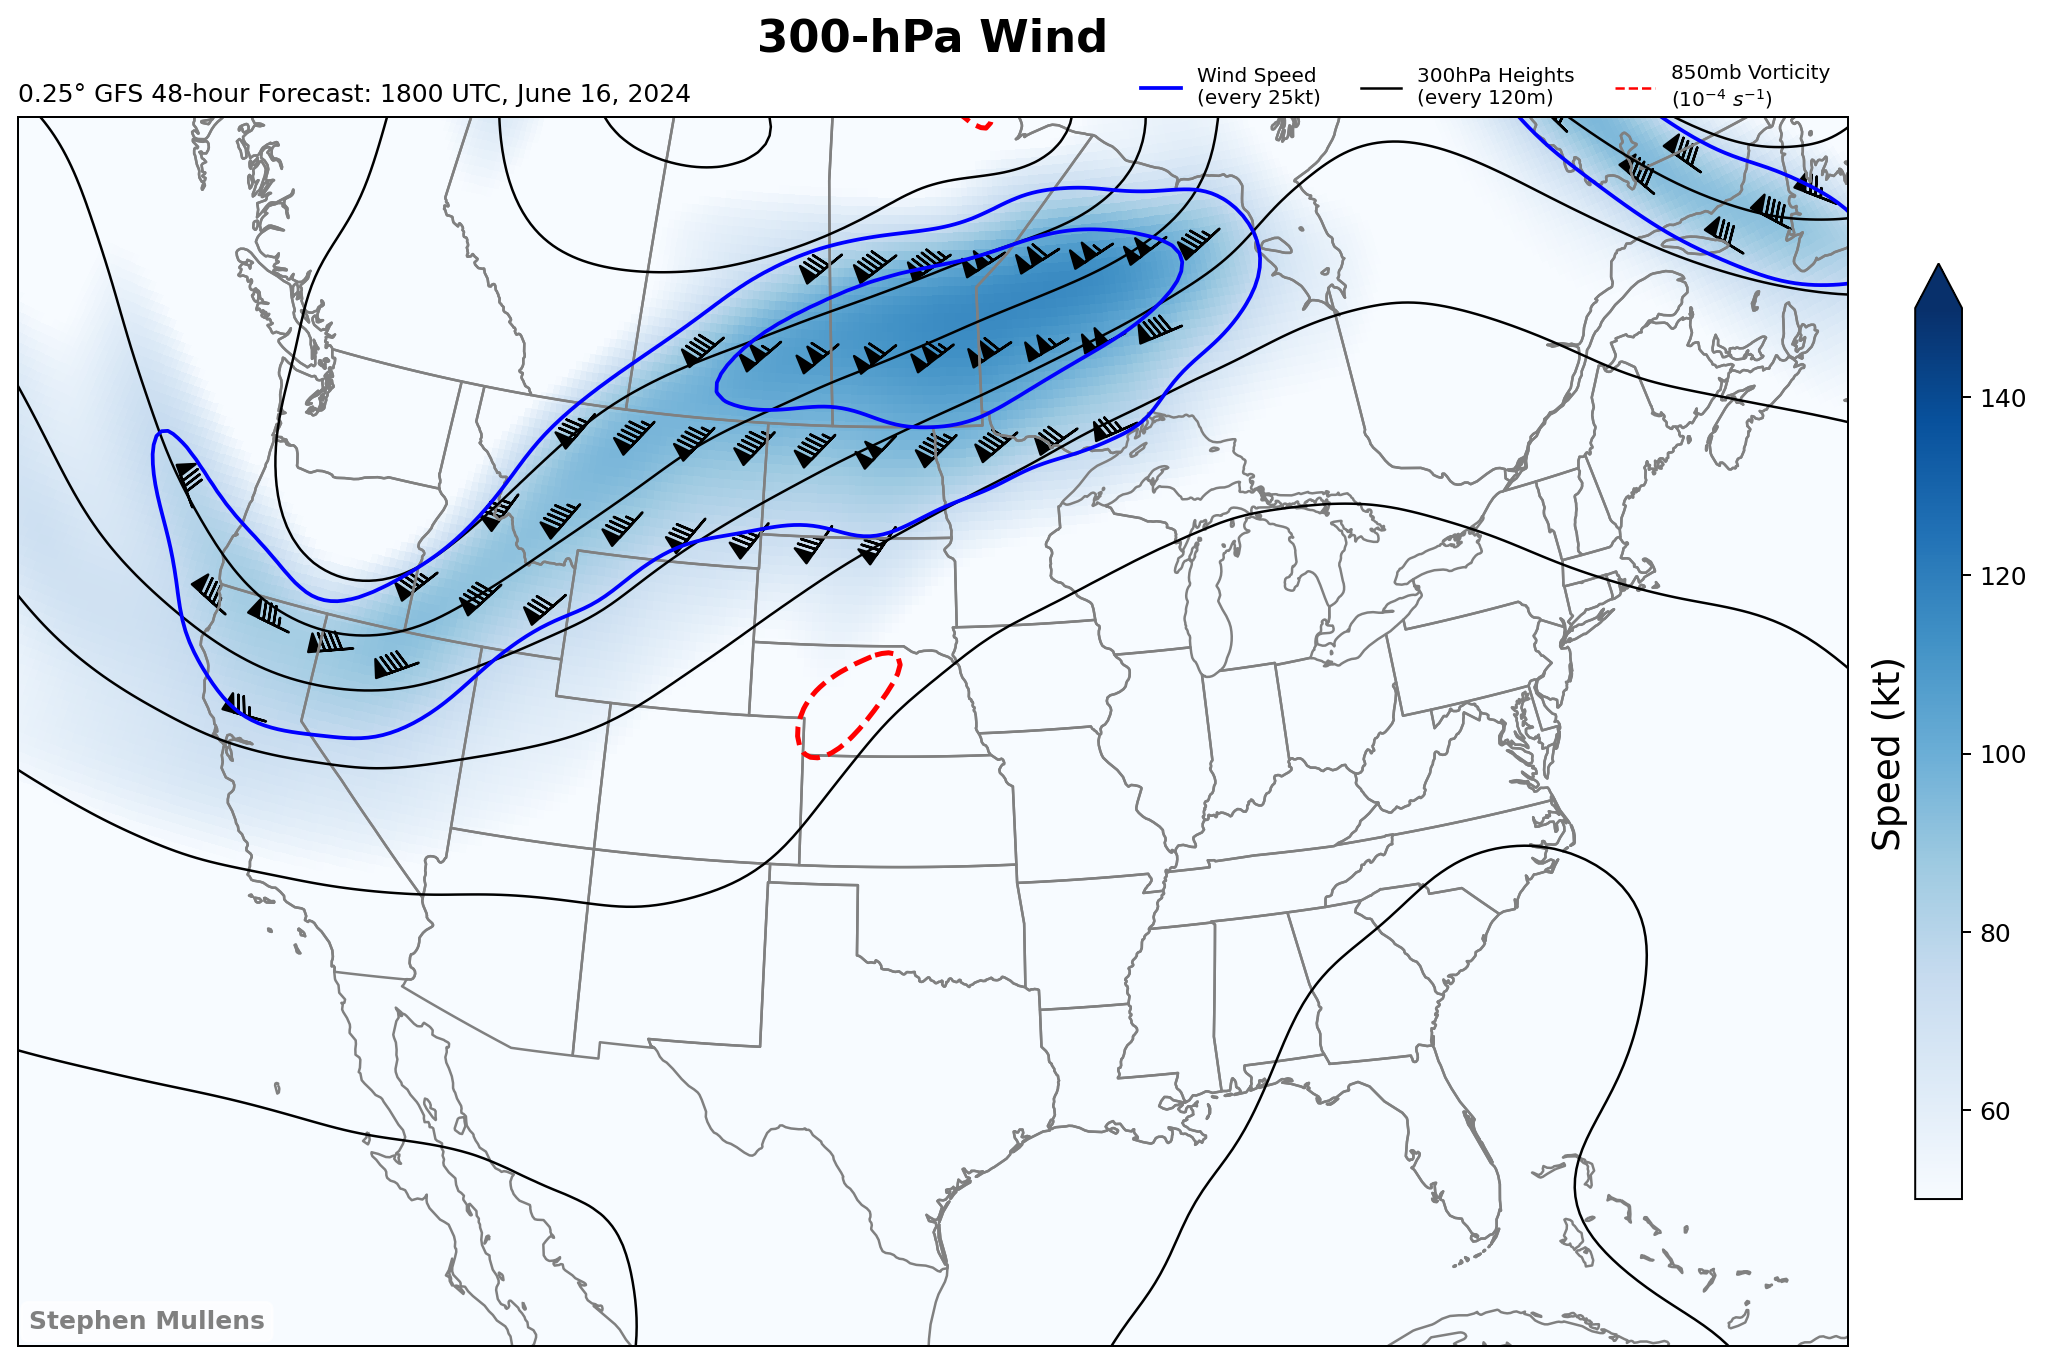 300-hPa Wind
0.25° GFS 48-hour Forecast: 1800 UTC, June 16, 2024
Wind Speed
(every 25kt)
300hPa Heights
(every 120m)
850mb Vorticity
(10⁻⁴ s⁻¹)
140
120
100
80
60
Speed (kt)
Stephen Mullens